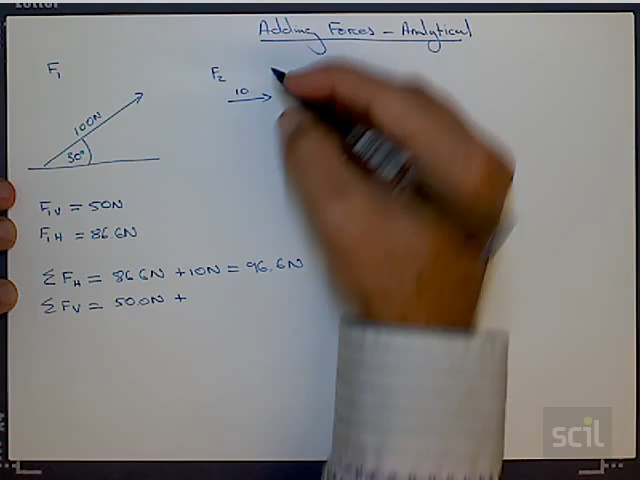 Adding Forces - Analytical
F₁
F₂
10
100N
30°
F₁V = 50N
F₁H = 86.6N
ΣFH = 86.6N + 10N = 96.6N
ΣFV = 50.0N +
scil